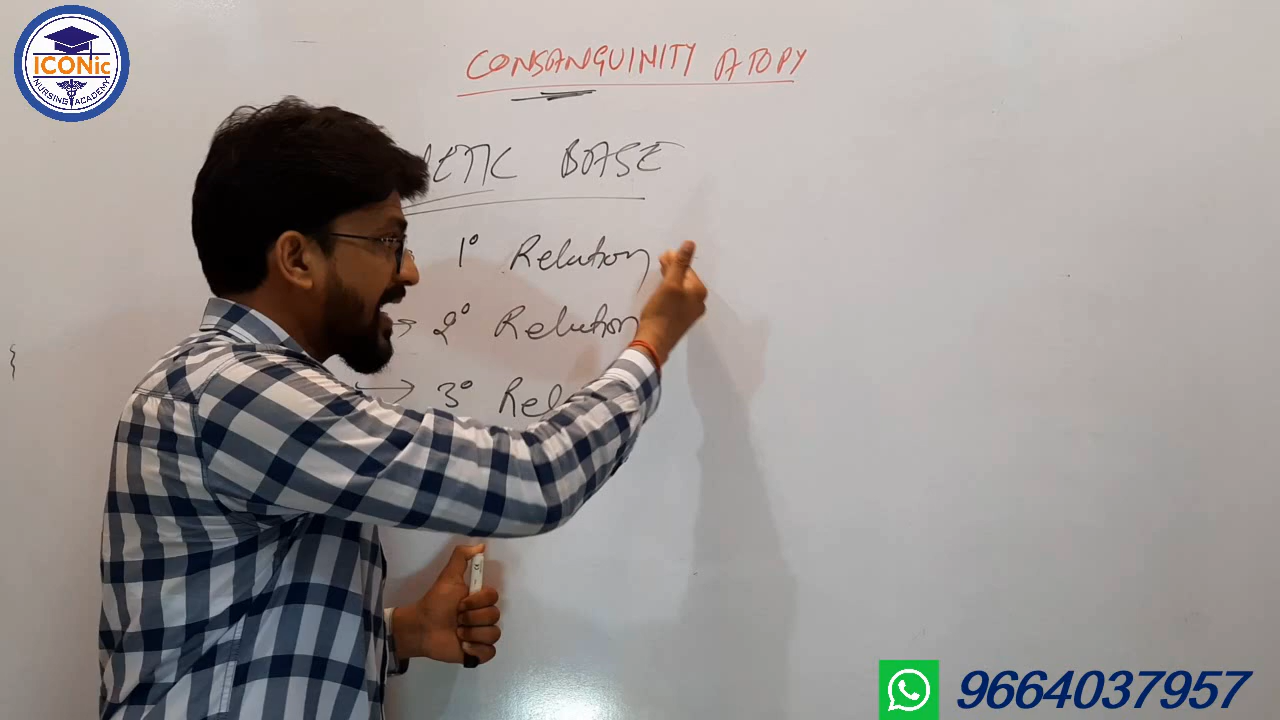 ICONic
NURSING ACADEMY
CONSANGUINITY ATOPY
ETIC BASE
1° Relation
→ 2° Relation
→ 3° Rel
{
9664037957